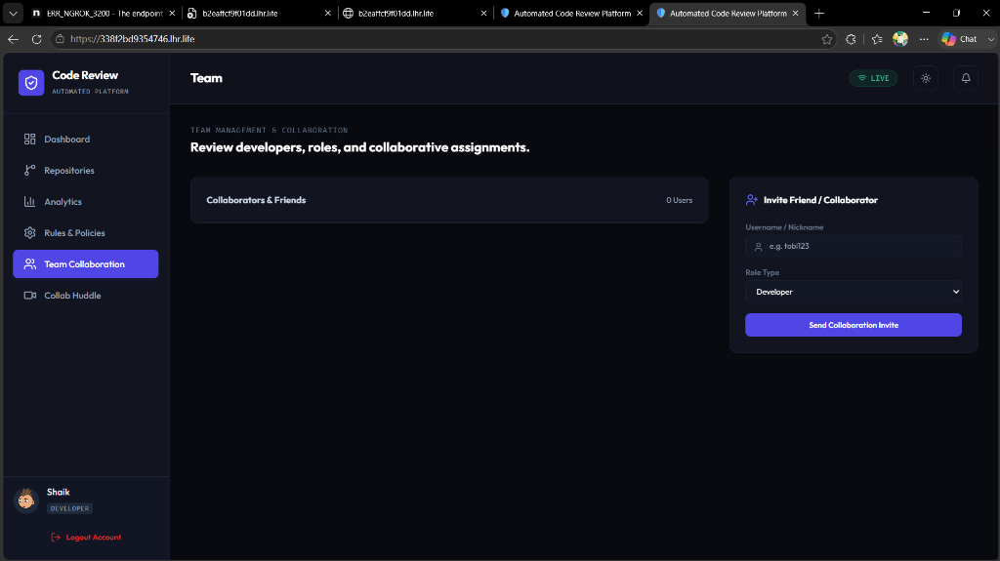 ERR_NGROK_3200 - The endpoint
b2eaffcf9f01dd.lhr.life
b2eaffcf9f01dd.lhr.life
Automated Code Review Platform
Automated Code Review Platform
https://338f2bd9354746.lhr.life
Chat
Code Review
AUTOMATED PLATFORM
Team
LIVE
Dashboard
Repositories
Analytics
Rules & Policies
Team Collaboration
Collab Huddle
TEAM MANAGEMENT & COLLABORATION
Review developers, roles, and collaborative assignments.
Collaborators & Friends
0 Users
Invite Friend / Collaborator
Username / Nickname
e.g. tobi123
Role Type
Developer
Send Collaboration Invite
Shaik
DEVELOPER
Logout Account